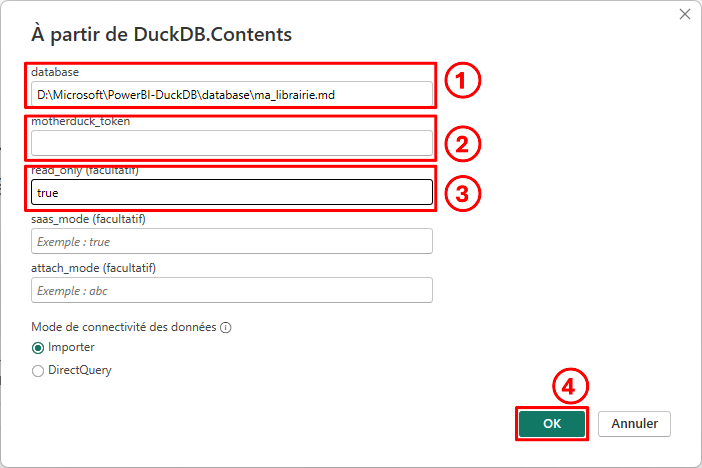 À partir de DuckDB.Contents
database
D:\Microsoft\PowerBI-DuckDB\database\ma_librairie.md
1
motherduck_token
2
read_only (facultatif)
true
3
saas_mode (facultatif)
Exemple : true
attach_mode (facultatif)
Exemple : abc
Mode de connectivité des données
Importer
DirectQuery
4
OK
Annuler